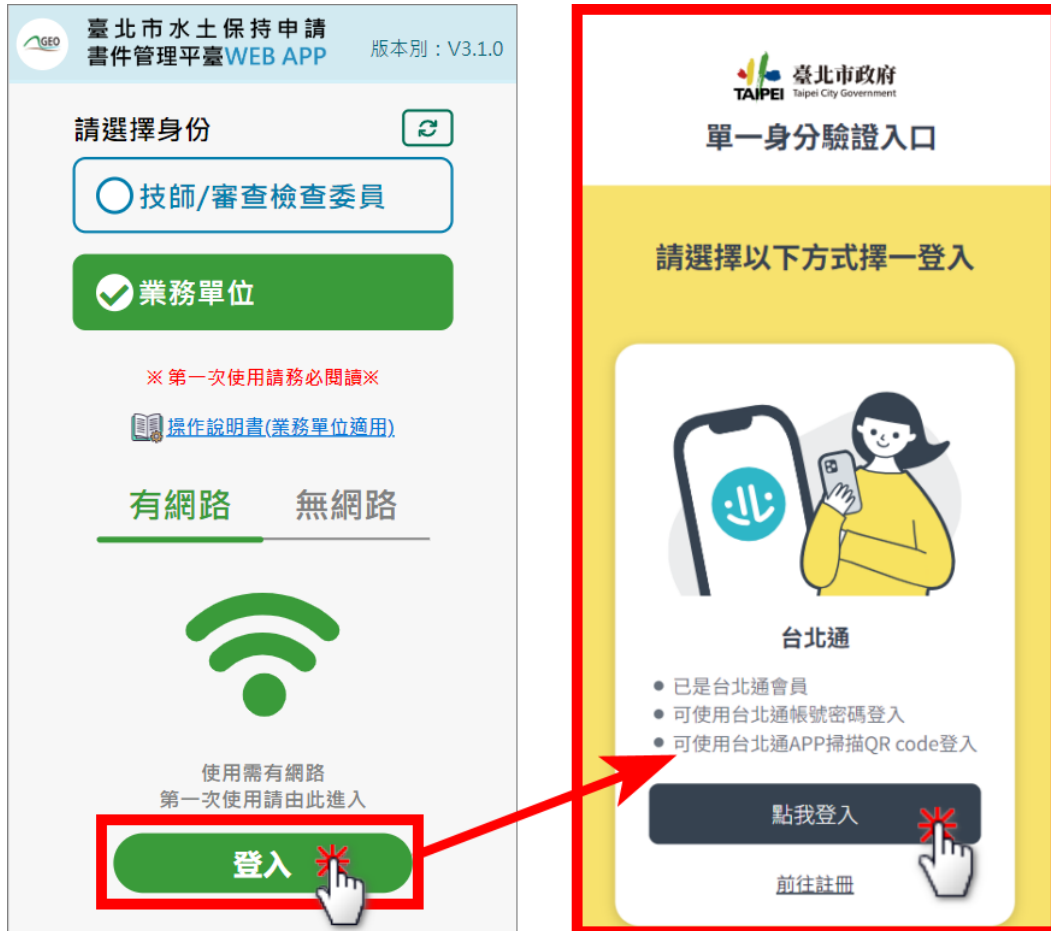 GEO
臺北市水土保持申請
書件管理平臺WEB APP
版本別：V3.1.0
請選擇身份
技師/審查檢查委員
業務單位
※第一次使用請務必閱讀※
操作說明書(業務單位適用)
有網路
無網路
使用需有網路
第一次使用請由此進入
登入
TAIPEI
臺北市政府
Taipei City Government
單一身分驗證入口
請選擇以下方式擇一登入
台北通
已是台北通會員
可使用台北通帳號密碼登入
可使用台北通APP掃描QR code登入
點我登入
前往註冊